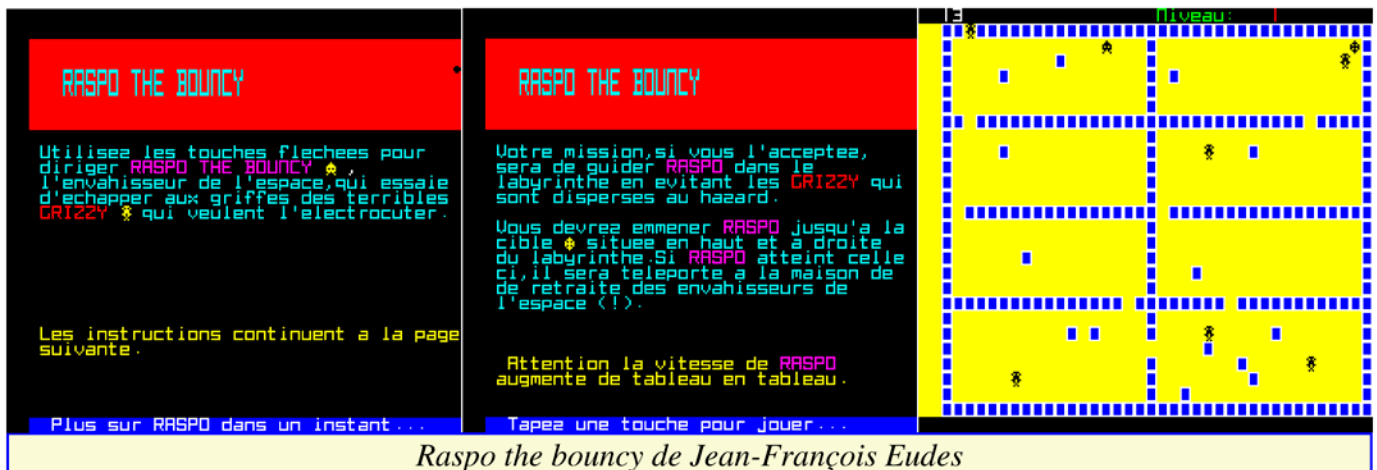 RASPO THE BOUNCY
Utilisez les touches flechees pour
diriger RASPO THE BOUNCY ,
l'envahisseur de l'espace,qui essaie
d'echapper aux griffes des terribles
GRIZZY qui veulent l'electrocuter.
Les instructions continuent a la page
suivante.
Plus sur RASPO dans un instant...
RASPO THE BOUNCY
Votre mission,si vous l'acceptez,
sera de guider RASPO dans le
labyrinthe en evitant les GRIZZY qui
sont disperses au hazard.
Vous devrez emmener RASPO jusqu'a la
cible situee en haut et a droite
du labyrinthe.Si RASPO atteint celle
ci,il sera teleporte a la maison de
de retraite des envahisseurs de
l'espace (!).
Attention la vitesse de RASPO
augmente de tableau en tableau.
Tapez une touche pour jouer...
13 Niveau: 1
Raspo the bouncy de Jean-François Eudes